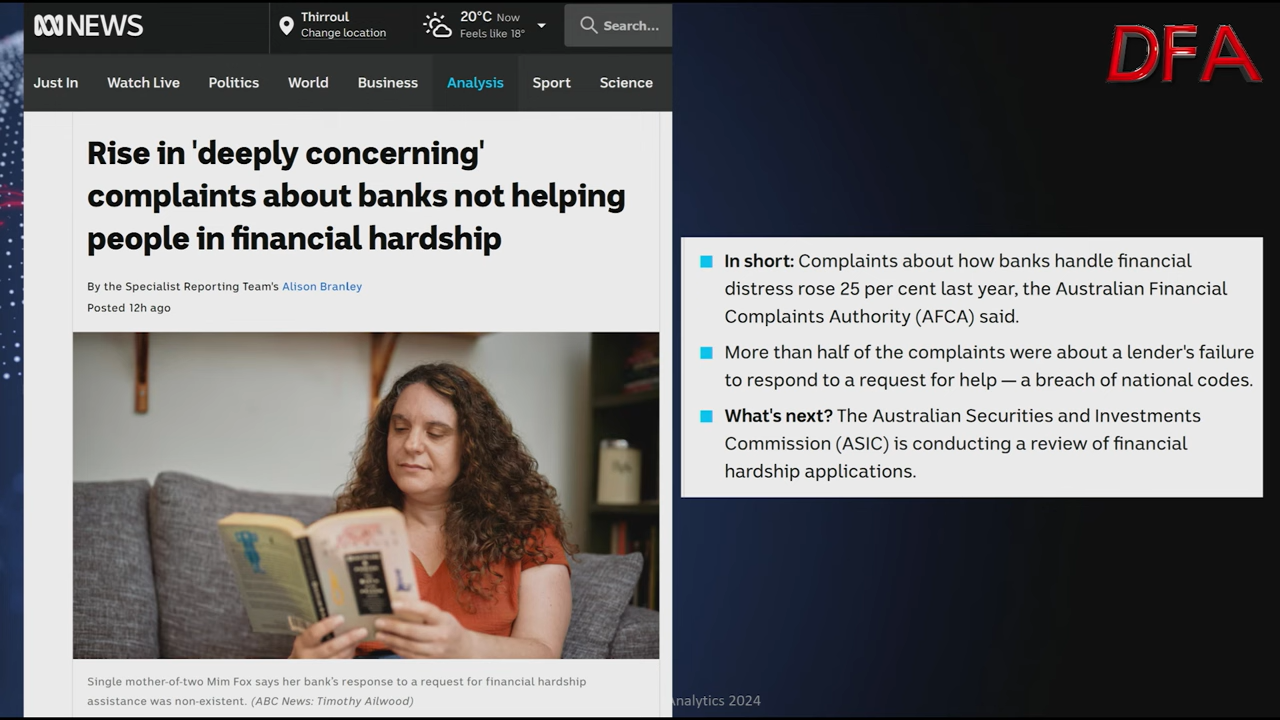 NEWS
Thirroul
Change location
20°C Now
Feels like 18°
Search...
DFA
Just In
Watch Live
Politics
World
Business
Analysis
Sport
Science
Rise in 'deeply concerning'
complaints about banks not helping
people in financial hardship
By the Specialist Reporting Team's Alison Branley
Posted 12h ago
In short: Complaints about how banks handle financial
distress rose 25 per cent last year, the Australian Financial
Complaints Authority (AFCA) said.
More than half of the complaints were about a lender's failure
to respond to a request for help — a breach of national codes.
What's next? The Australian Securities and Investments
Commission (ASIC) is conducting a review of financial
hardship applications.
Single mother-of-two Mim Fox says her bank's response to a request for financial hardship
assistance was non-existent. (ABC News: Timothy Ailwood)
Analytics 2024